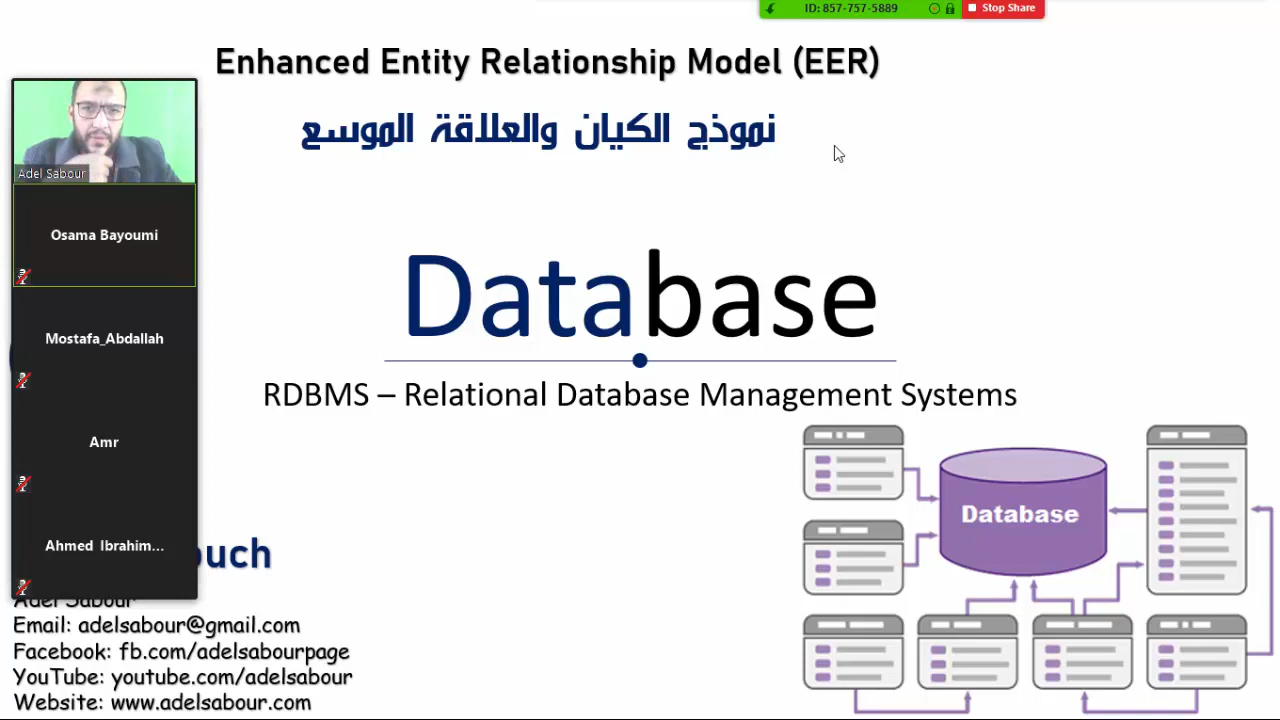 ID: 857-757-5889
Stop Share
Enhanced Entity Relationship Model (EER)
نموذج الكيان والعلاقة الموسع
Adel Sabour
Osama Bayoumi
Mostafa_Abdallah
Amr
Ahmed Ibrahim...
Database
RDBMS – Relational Database Management Systems
Database
Adel Sabour
Email: adelsabour@gmail.com
Facebook: fb.com/adelsabourpage
YouTube: youtube.com/adelsabour
Website: www.adelsabour.com